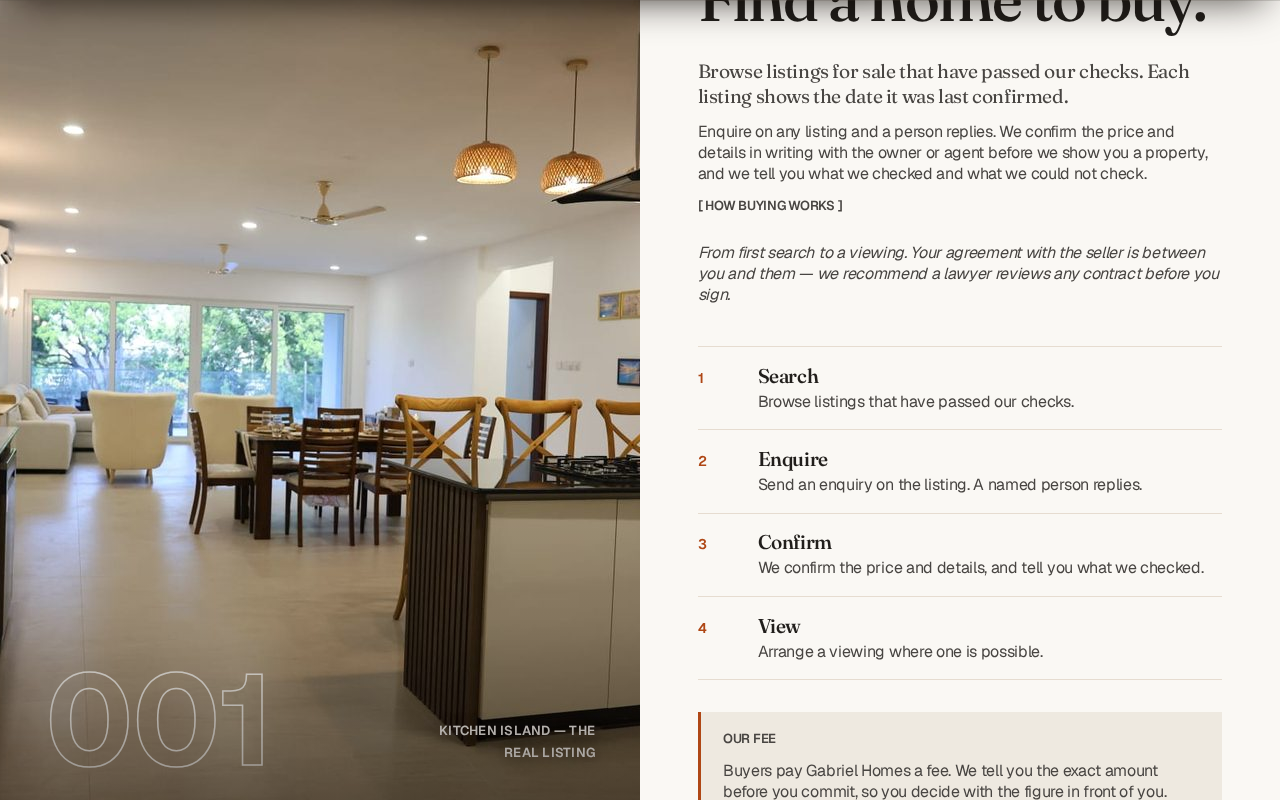 Find a home to buy.
Browse listings for sale that have passed our checks. Each
listing shows the date it was last confirmed.
Enquire on any listing and a person replies. We confirm the price and
details in writing with the owner or agent before we show you a property,
and we tell you what we checked and what we could not check.
[ HOW BUYING WORKS ]
From first search to a viewing. Your agreement with the seller is between
you and them — we recommend a lawyer reviews any contract before you
sign.
1
Search
Browse listings that have passed our checks.
2
Enquire
Send an enquiry on the listing. A named person replies.
3
Confirm
We confirm the price and details, and tell you what we checked.
4
View
Arrange a viewing where one is possible.
OUR FEE
Buyers pay Gabriel Homes a fee. We tell you the exact amount
before you commit, so you decide with the figure in front of you.
001
KITCHEN ISLAND — THE
REAL LISTING